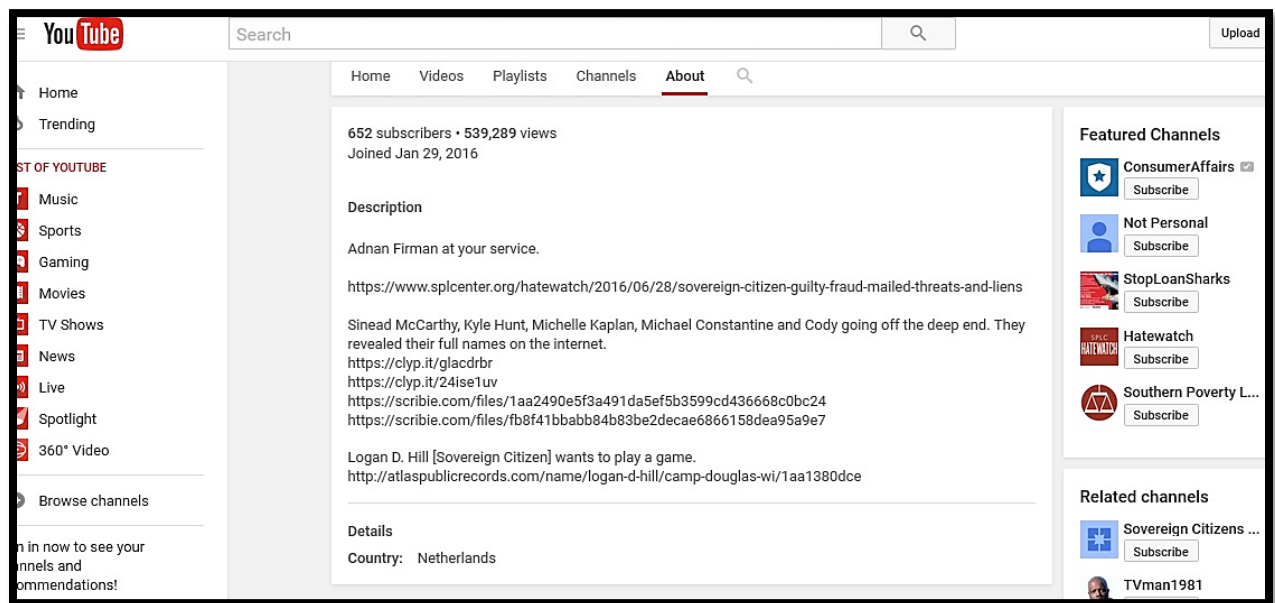 YouTube
Search
Upload
Home
Trending
ST OF YOUTUBE
Music
Sports
Gaming
Movies
TV Shows
News
Live
Spotlight
360° Video
Browse channels
n in now to see your
nnels and
ommendations!
Home Videos Playlists Channels About
652 subscribers • 539,289 views
Joined Jan 29, 2016
Description
Adnan Firman at your service.
https://www.splcenter.org/hatewatch/2016/06/28/sovereign-citizen-guilty-fraud-mailed-threats-and-liens
Sinead McCarthy, Kyle Hunt, Michelle Kaplan, Michael Constantine and Cody going off the deep end. They
revealed their full names on the internet.
https://clyp.it/glacdrbr
https://clyp.it/24ise1uv
https://scribie.com/files/1aa2490e5f3a491da5ef5b3599cd436668c0bc24
https://scribie.com/files/fb8f41bbabb84b83be2decae6866158dea95a9e7
Logan D. Hill [Sovereign Citizen] wants to play a game.
http://atlaspublicrecords.com/name/logan-d-hill/camp-douglas-wi/1aa1380dce
Details
Country: Netherlands
Featured Channels
ConsumerAffairs
Subscribe
Not Personal
Subscribe
StopLoanSharks
Subscribe
SPLC
HATEWATCH
Hatewatch
Subscribe
Southern Poverty L...
Subscribe
Related channels
Sovereign Citizens ...
Subscribe
TVman1981